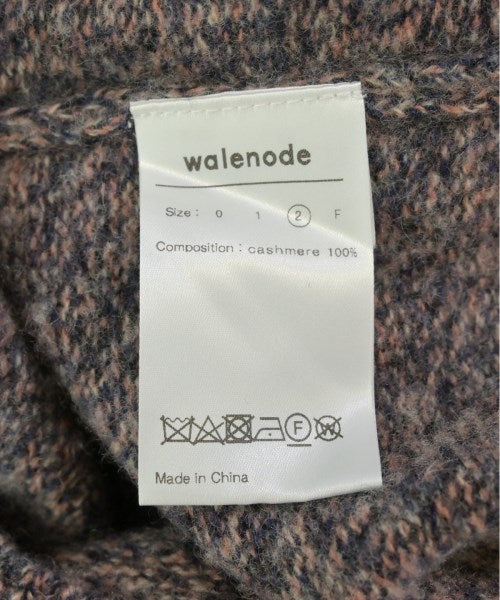 walenode
Size : 0 1 2 F
Composition : cashmere 100%
F W
Made in China